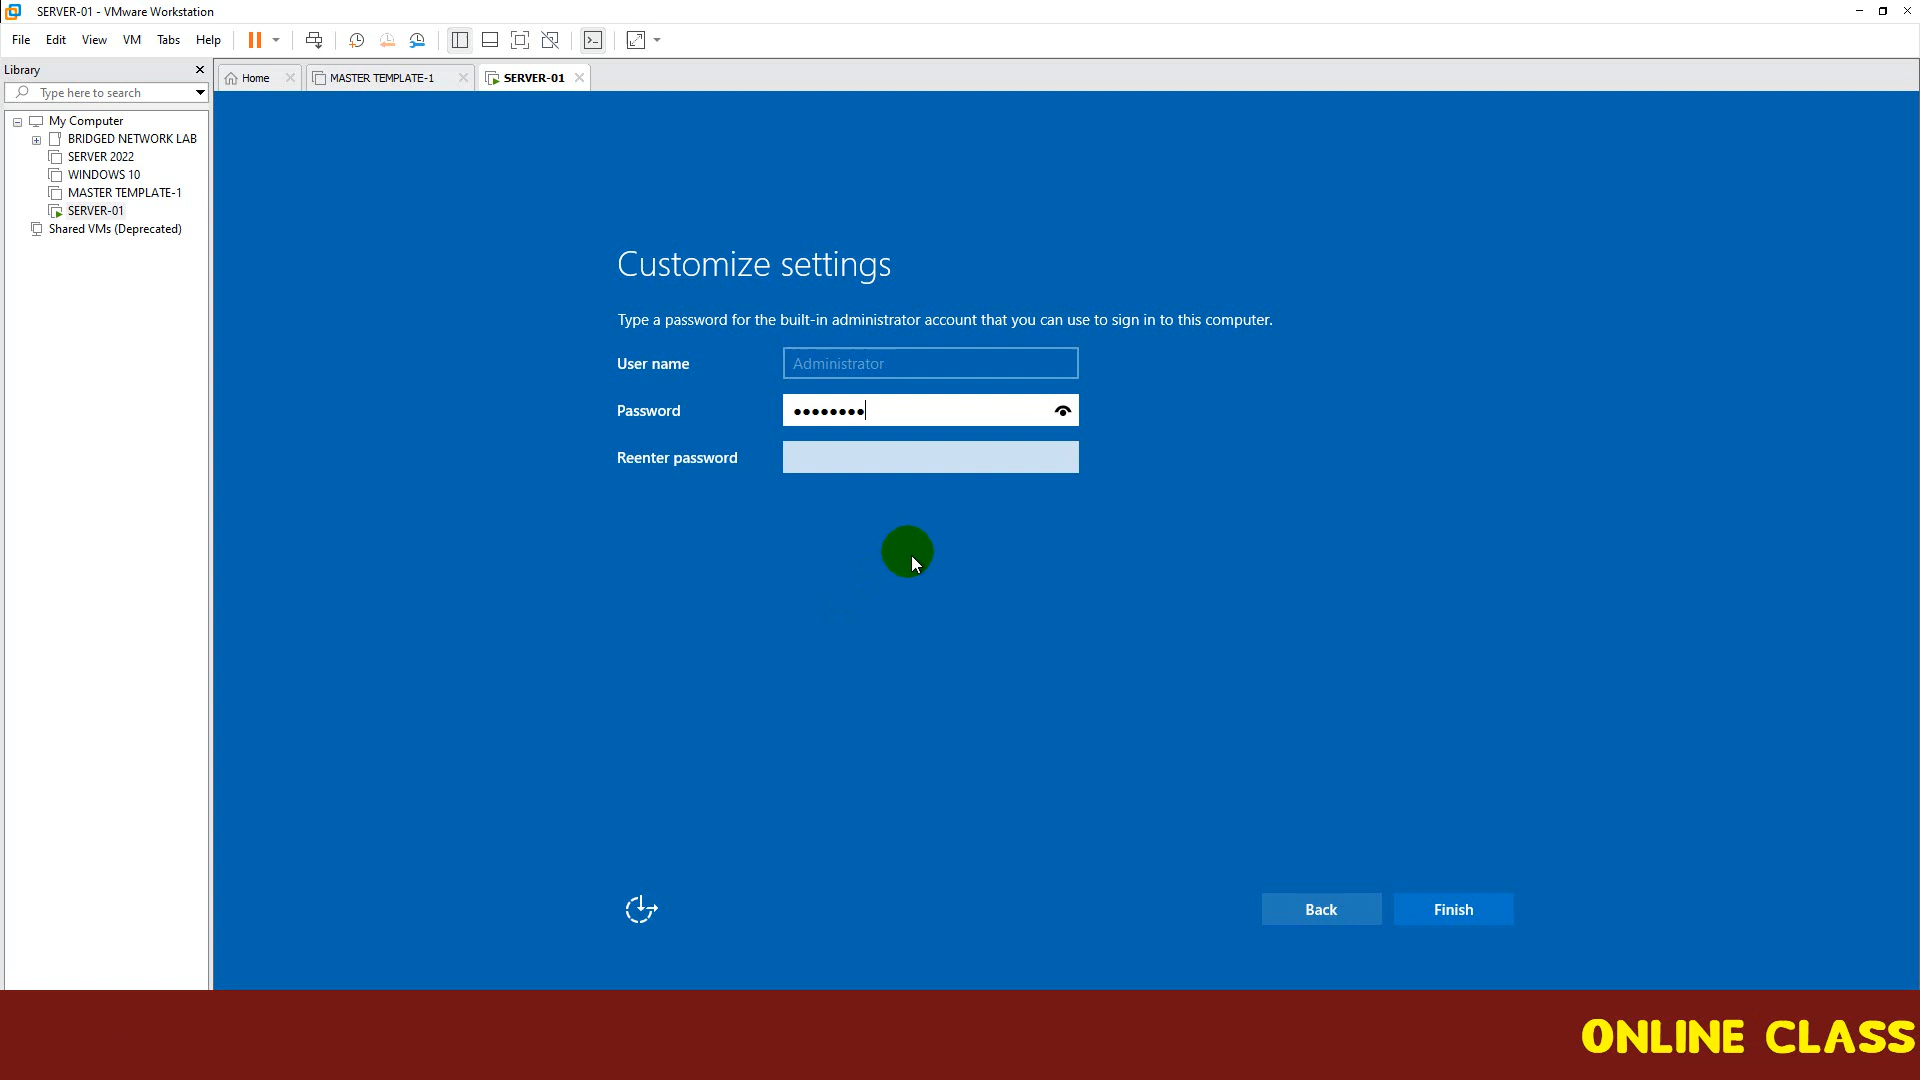 SERVER-01 - VMware Workstation
File Edit View VM Tabs Help
Library
Type here to search
My Computer
BRIDGED NETWORK LAB
SERVER 2022
WINDOWS 10
MASTER TEMPLATE-1
SERVER-01
Shared VMs (Deprecated)
Home MASTER TEMPLATE-1 SERVER-01
Customize settings
Type a password for the built-in administrator account that you can use to sign in to this computer.
User name Administrator
Password ••••••••
Reenter password
Back Finish
ONLINE CLASS